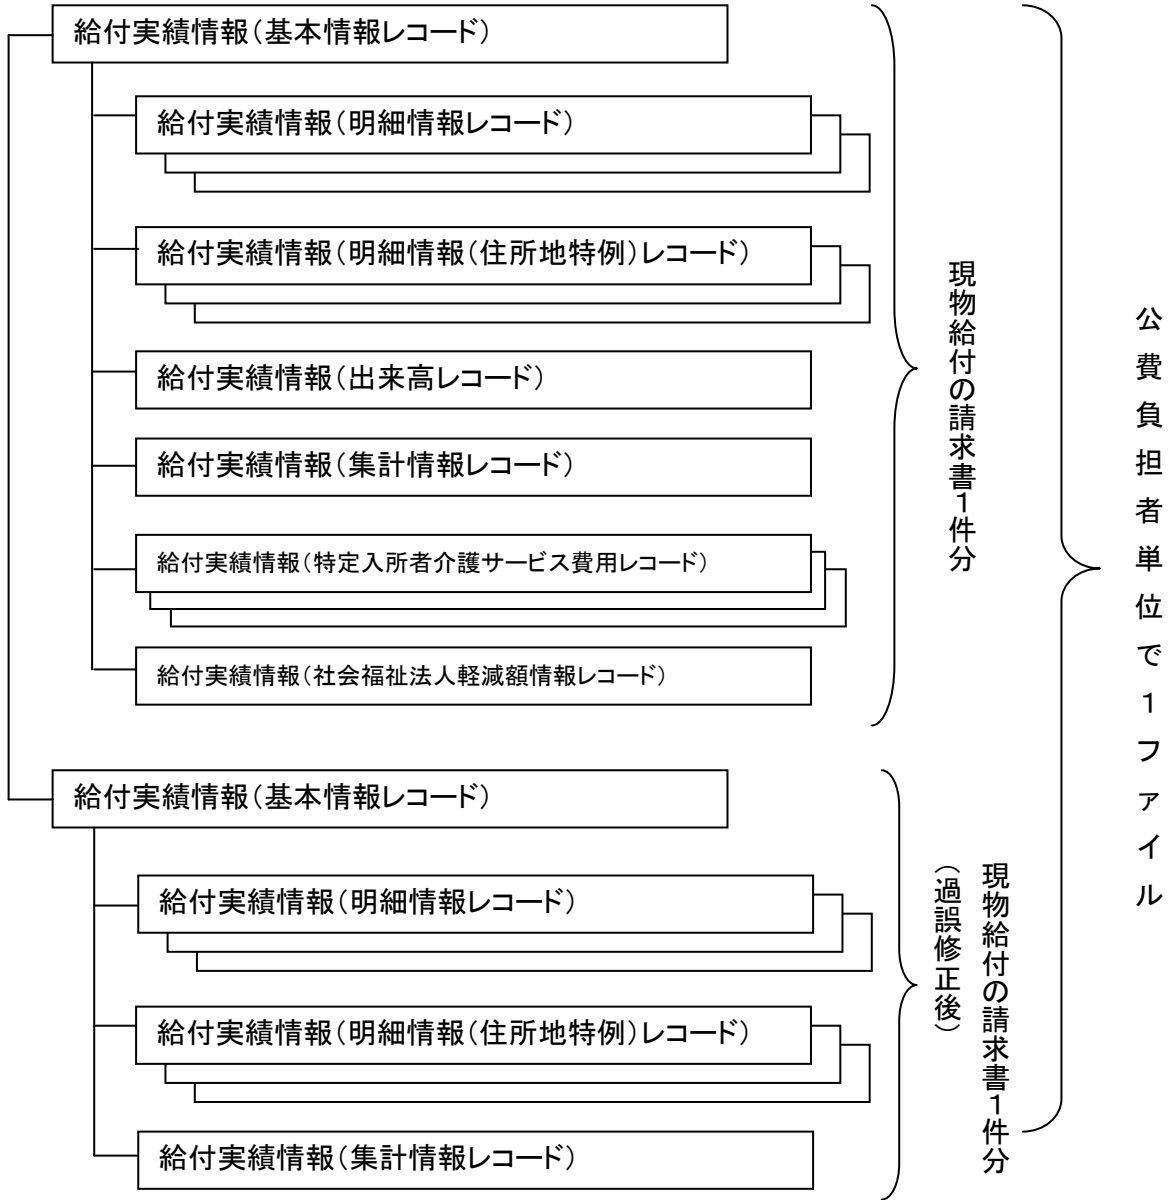 給付実績情報（基本情報レコード）
給付実績情報（明細情報レコード）
給付実績情報（明細情報（住所地特例）レコード）
給付実績情報（出来高レコード）
給付実績情報（集計情報レコード）
給付実績情報（特定入所者介護サービス費用レコード）
給付実績情報（社会福祉法人軽減額情報レコード）
現物給付の請求書１件分
給付実績情報（基本情報レコード）
給付実績情報（明細情報レコード）
給付実績情報（明細情報（住所地特例）レコード）
給付実績情報（集計情報レコード）
現物給付の請求書１件分
（過誤修正後）
公費負担者単位で１ファイル